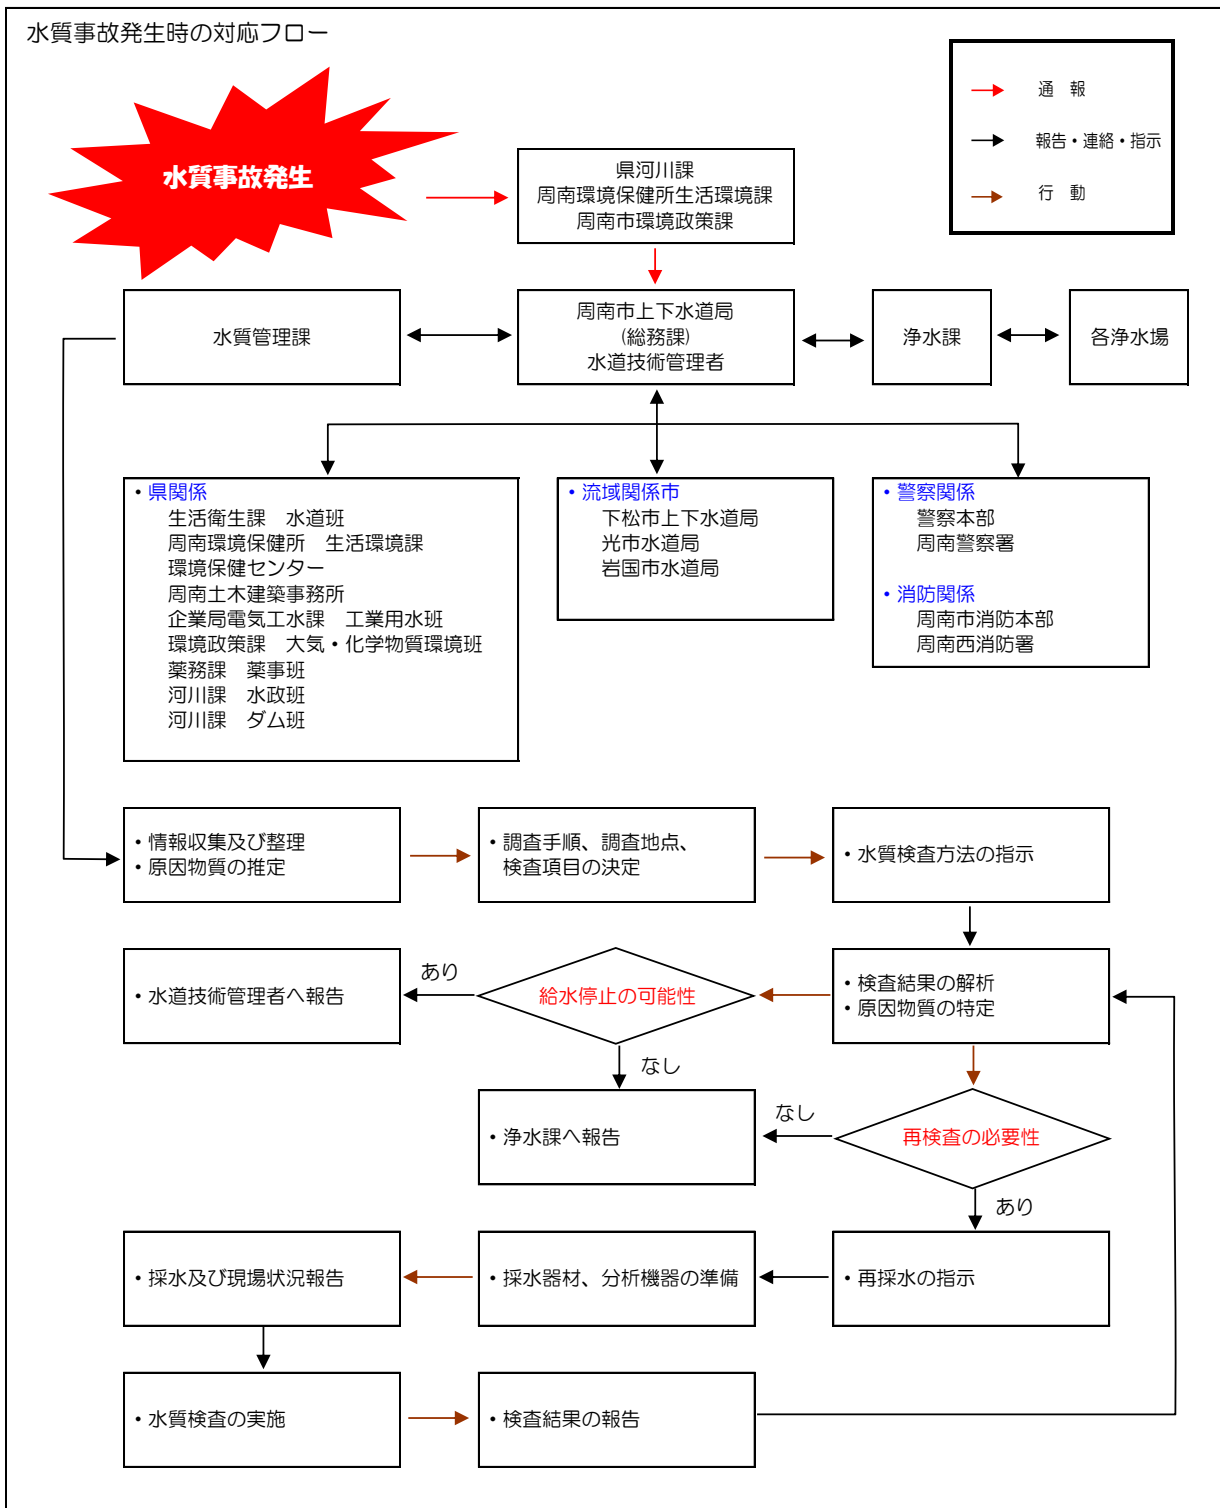 水質事故発生時の対応フロー
通　報
報告・連絡・指示
行　動
水質事故発生
県河川課
周南環境保健所生活環境課
周南市環境政策課
水質管理課
周南市上下水道局
(総務課)
水道技術管理者
浄水課
各浄水場
・県関係
生活衛生課　水道班
周南環境保健所　生活環境課
環境保健センター
周南土木建築事務所
企業局電気工水課　工業用水班
環境政策課　大気・化学物質環境班
薬務課　薬事班
河川課　水政班
河川課　ダム班
・流域関係市
下松市上下水道局
光市水道局
岩国市水道局
・警察関係
警察本部
周南警察署
・消防関係
周南市消防本部
周南西消防署
・情報収集及び整理
・原因物質の推定
・調査手順、調査地点、
検査項目の決定
・水質検査方法の指示
・水道技術管理者へ報告
あり
給水停止の可能性
・検査結果の解析
・原因物質の特定
なし
・浄水課へ報告
なし
再検査の必要性
あり
・採水及び現場状況報告
・採水器材、分析機器の準備
・再採水の指示
・水質検査の実施
・検査結果の報告